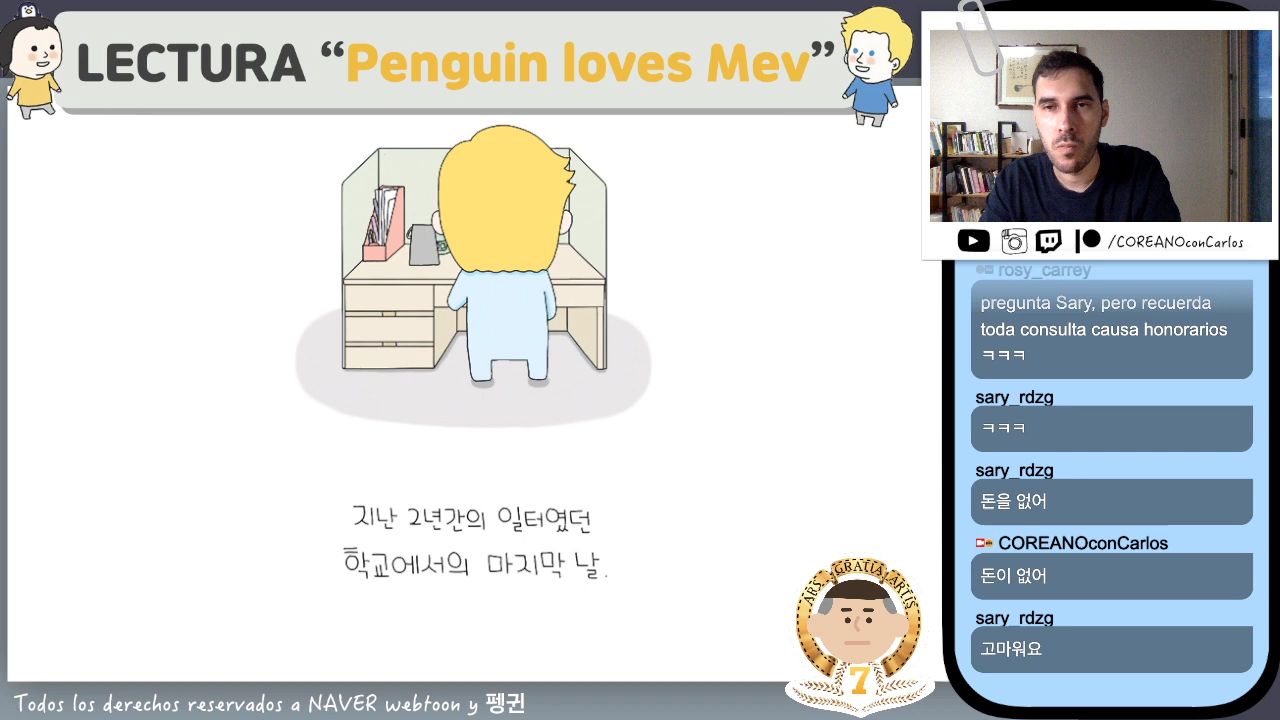 LECTURA “Penguin loves Mev”
지난 2년간의 일터였던
학교에서의 마지막 날.
ARS GRATIA ARTIS
7
Todos los derechos reservados a NAVER webtoon y 펭귄
/COREANOconCarlos
rosy_carrey
pregunta Sary, pero recuerda
toda consulta causa honorarios
ㅋㅋㅋ
sary_rdzg
ㅋㅋㅋ
sary_rdzg
돈을 없어
COREANOconCarlos
돈이 없어
sary_rdzg
고마워요